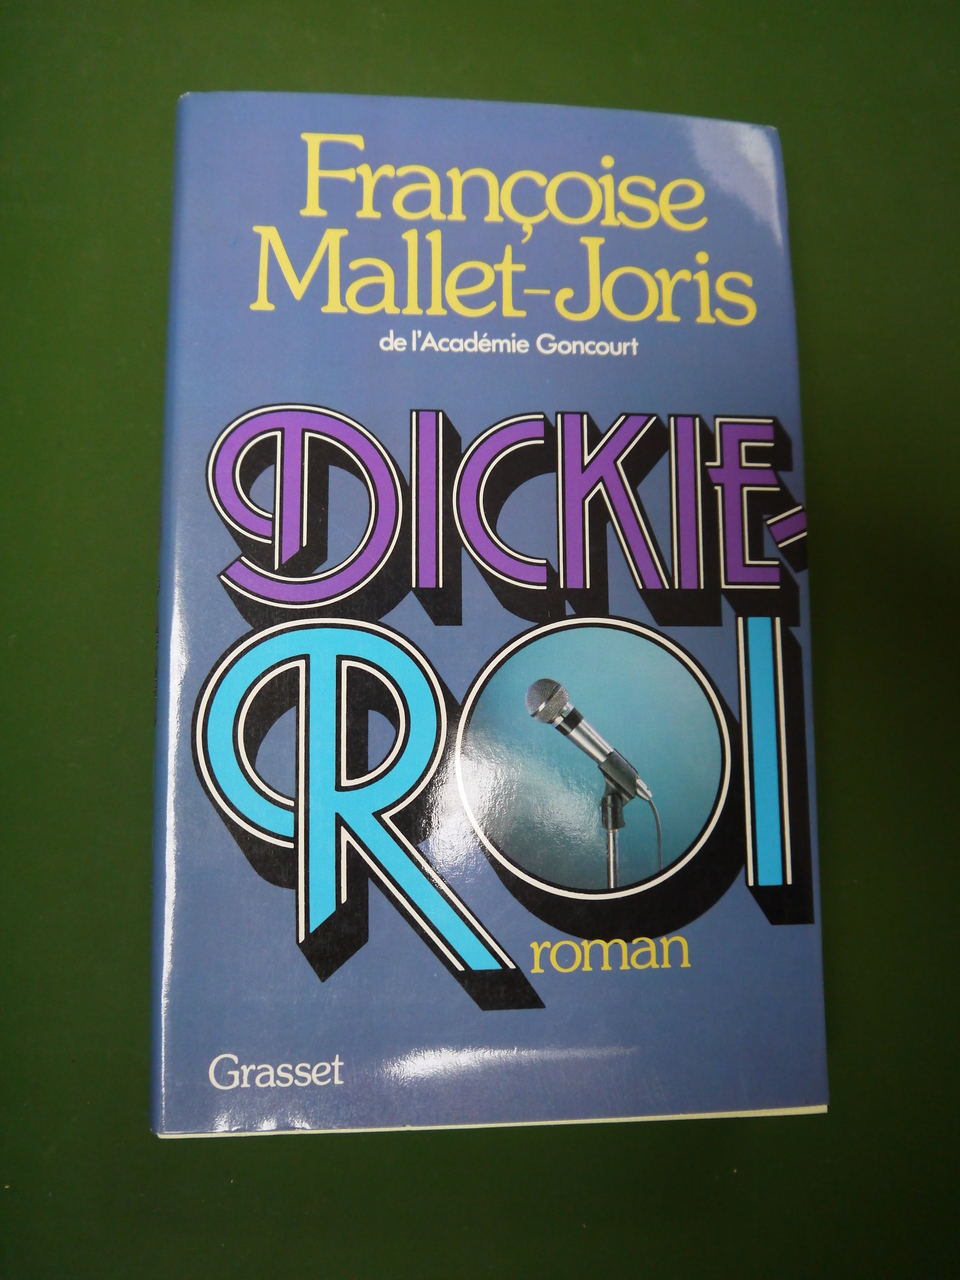 Françoise
Mallet-Joris
de l'Académie Goncourt
DICKIE-
ROI
roman
Grasset